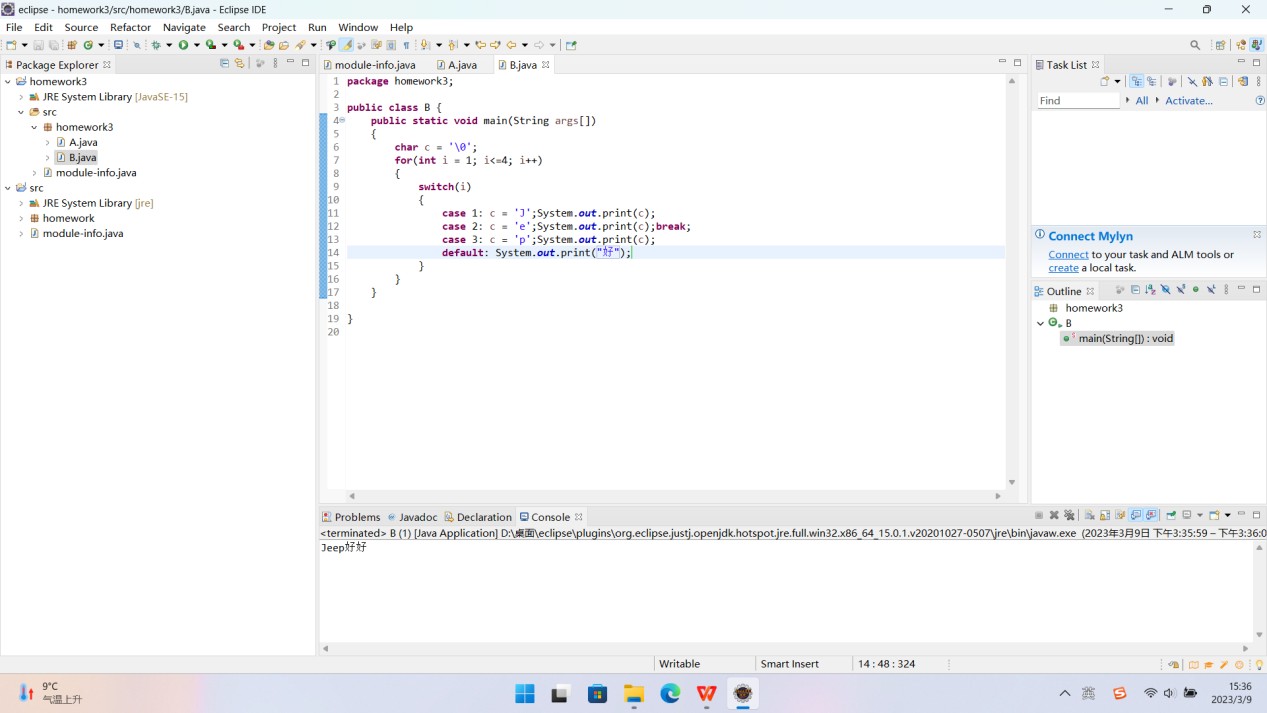 eclipse - homework3/src/homework3/B.java - Eclipse IDE
File Edit Source Refactor Navigate Search Project Run Window Help
Package Explorer
homework3
JRE System Library [JavaSE-15]
src
homework3
A.java
B.java
module-info.java
src
JRE System Library [jre]
homework
module-info.java
module-info.java A.java B.java
1 package homework3;
2
3 public class B {
4 public static void main(String args[])
5 {
6 char c = '\0';
7 for(int i = 1; i<=4; i++)
8 {
9 switch(i)
10 {
11 case 1: c = 'J';System.out.print(c);
12 case 2: c = 'e';System.out.print(c);break;
13 case 3: c = 'p';System.out.print(c);
14 default: System.out.print("好");
15 }
16 }
17 }
18
19 }
20
Task List
Find All Activate...
Connect Mylyn
Connect to your task and ALM tools or
create a local task.
Outline
homework3
B
main(String[]) : void
Problems Javadoc Declaration Console
<terminated> B (1) [Java Application] D:\桌面\eclipse\plugins\org.eclipse.justj.openjdk.hotspot.jre.full.win32.x86_64_15.0.1.v20201027-0507\jre\bin\javaw.exe (2023年3月9日 下午3:35:59 – 下午3:36:0
Jeep好好
Writable Smart Insert 14 : 48 : 324
9°C
气温上升
英
15:36
2023/3/9